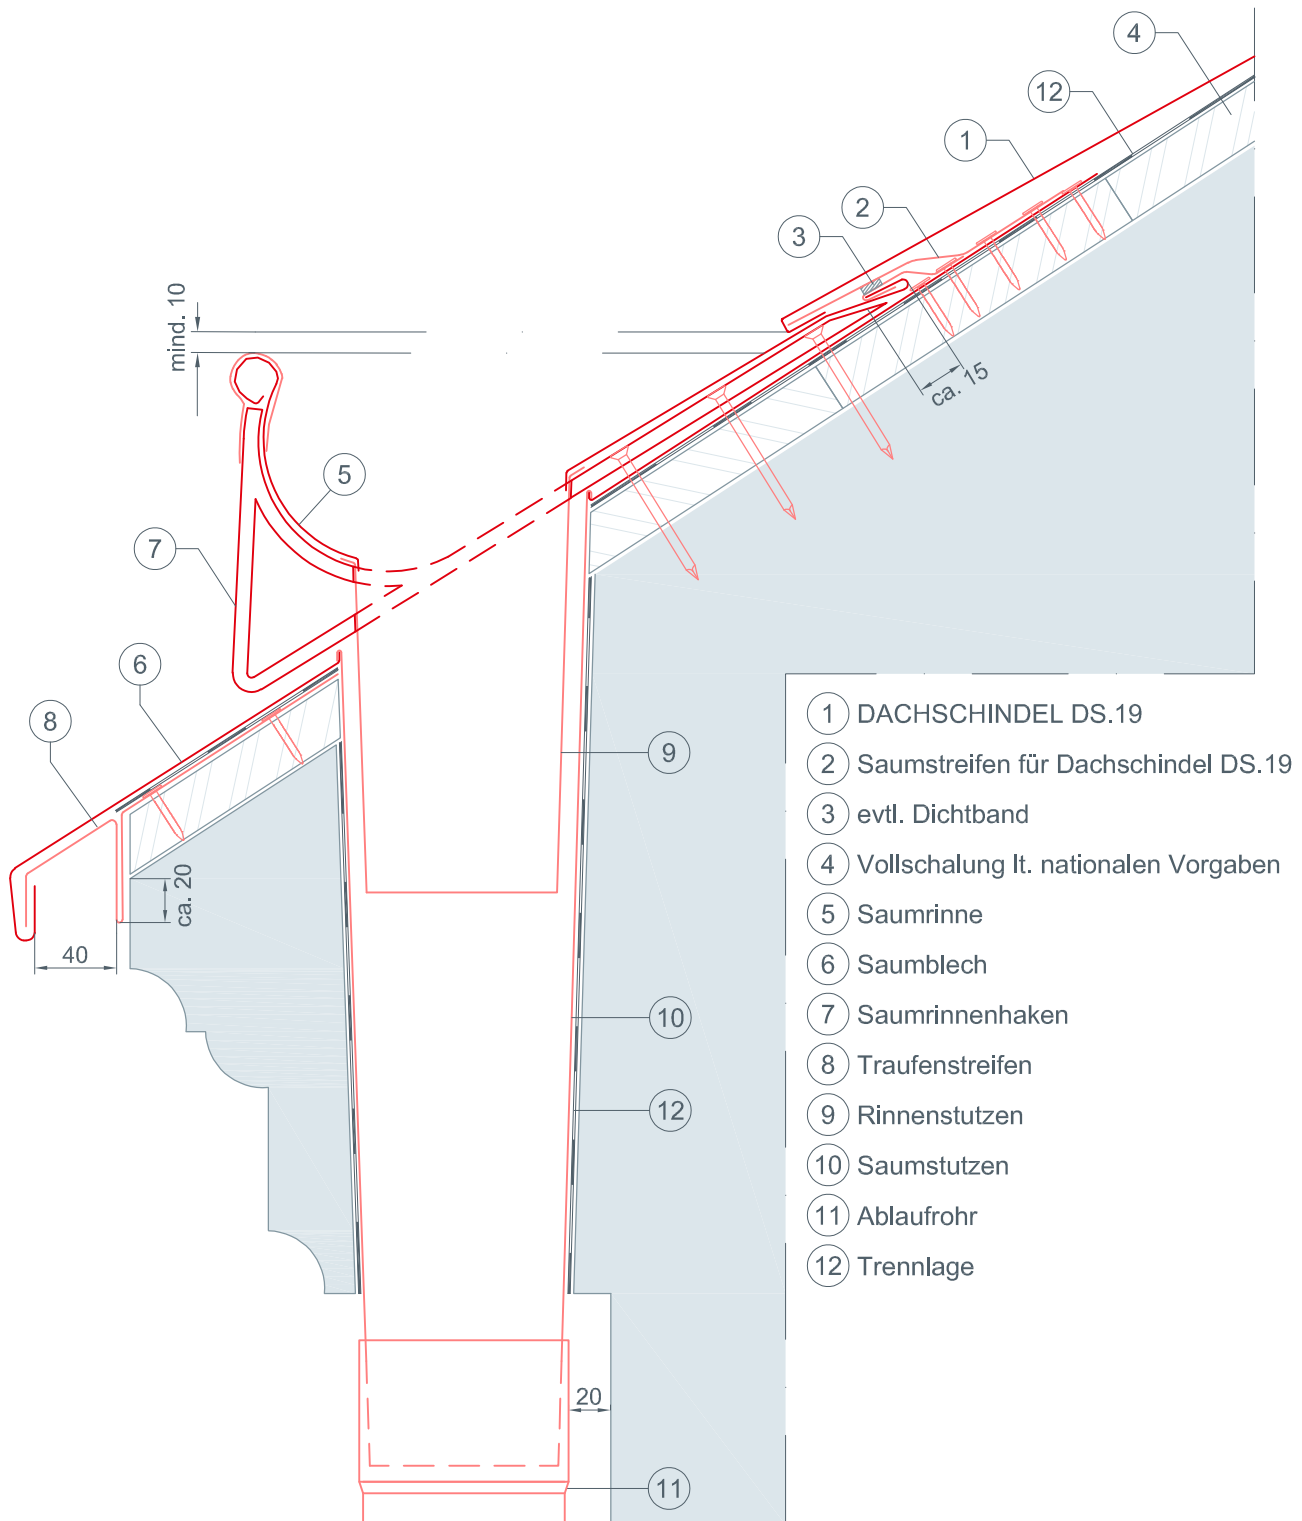 4
12
1
2
3
mind. 10
ca. 15
5
7
6
8
9
ca. 20
40
10
12
20
11
1 DACHSCHINDEL DS.19
2 Saumstreifen für Dachschindel DS.19
3 evtl. Dichtband
4 Vollschalung lt. nationalen Vorgaben
5 Saumrinne
6 Saumblech
7 Saumrinnenhaken
8 Traufenstreifen
9 Rinnenstutzen
10 Saumstutzen
11 Ablaufrohr
12 Trennlage